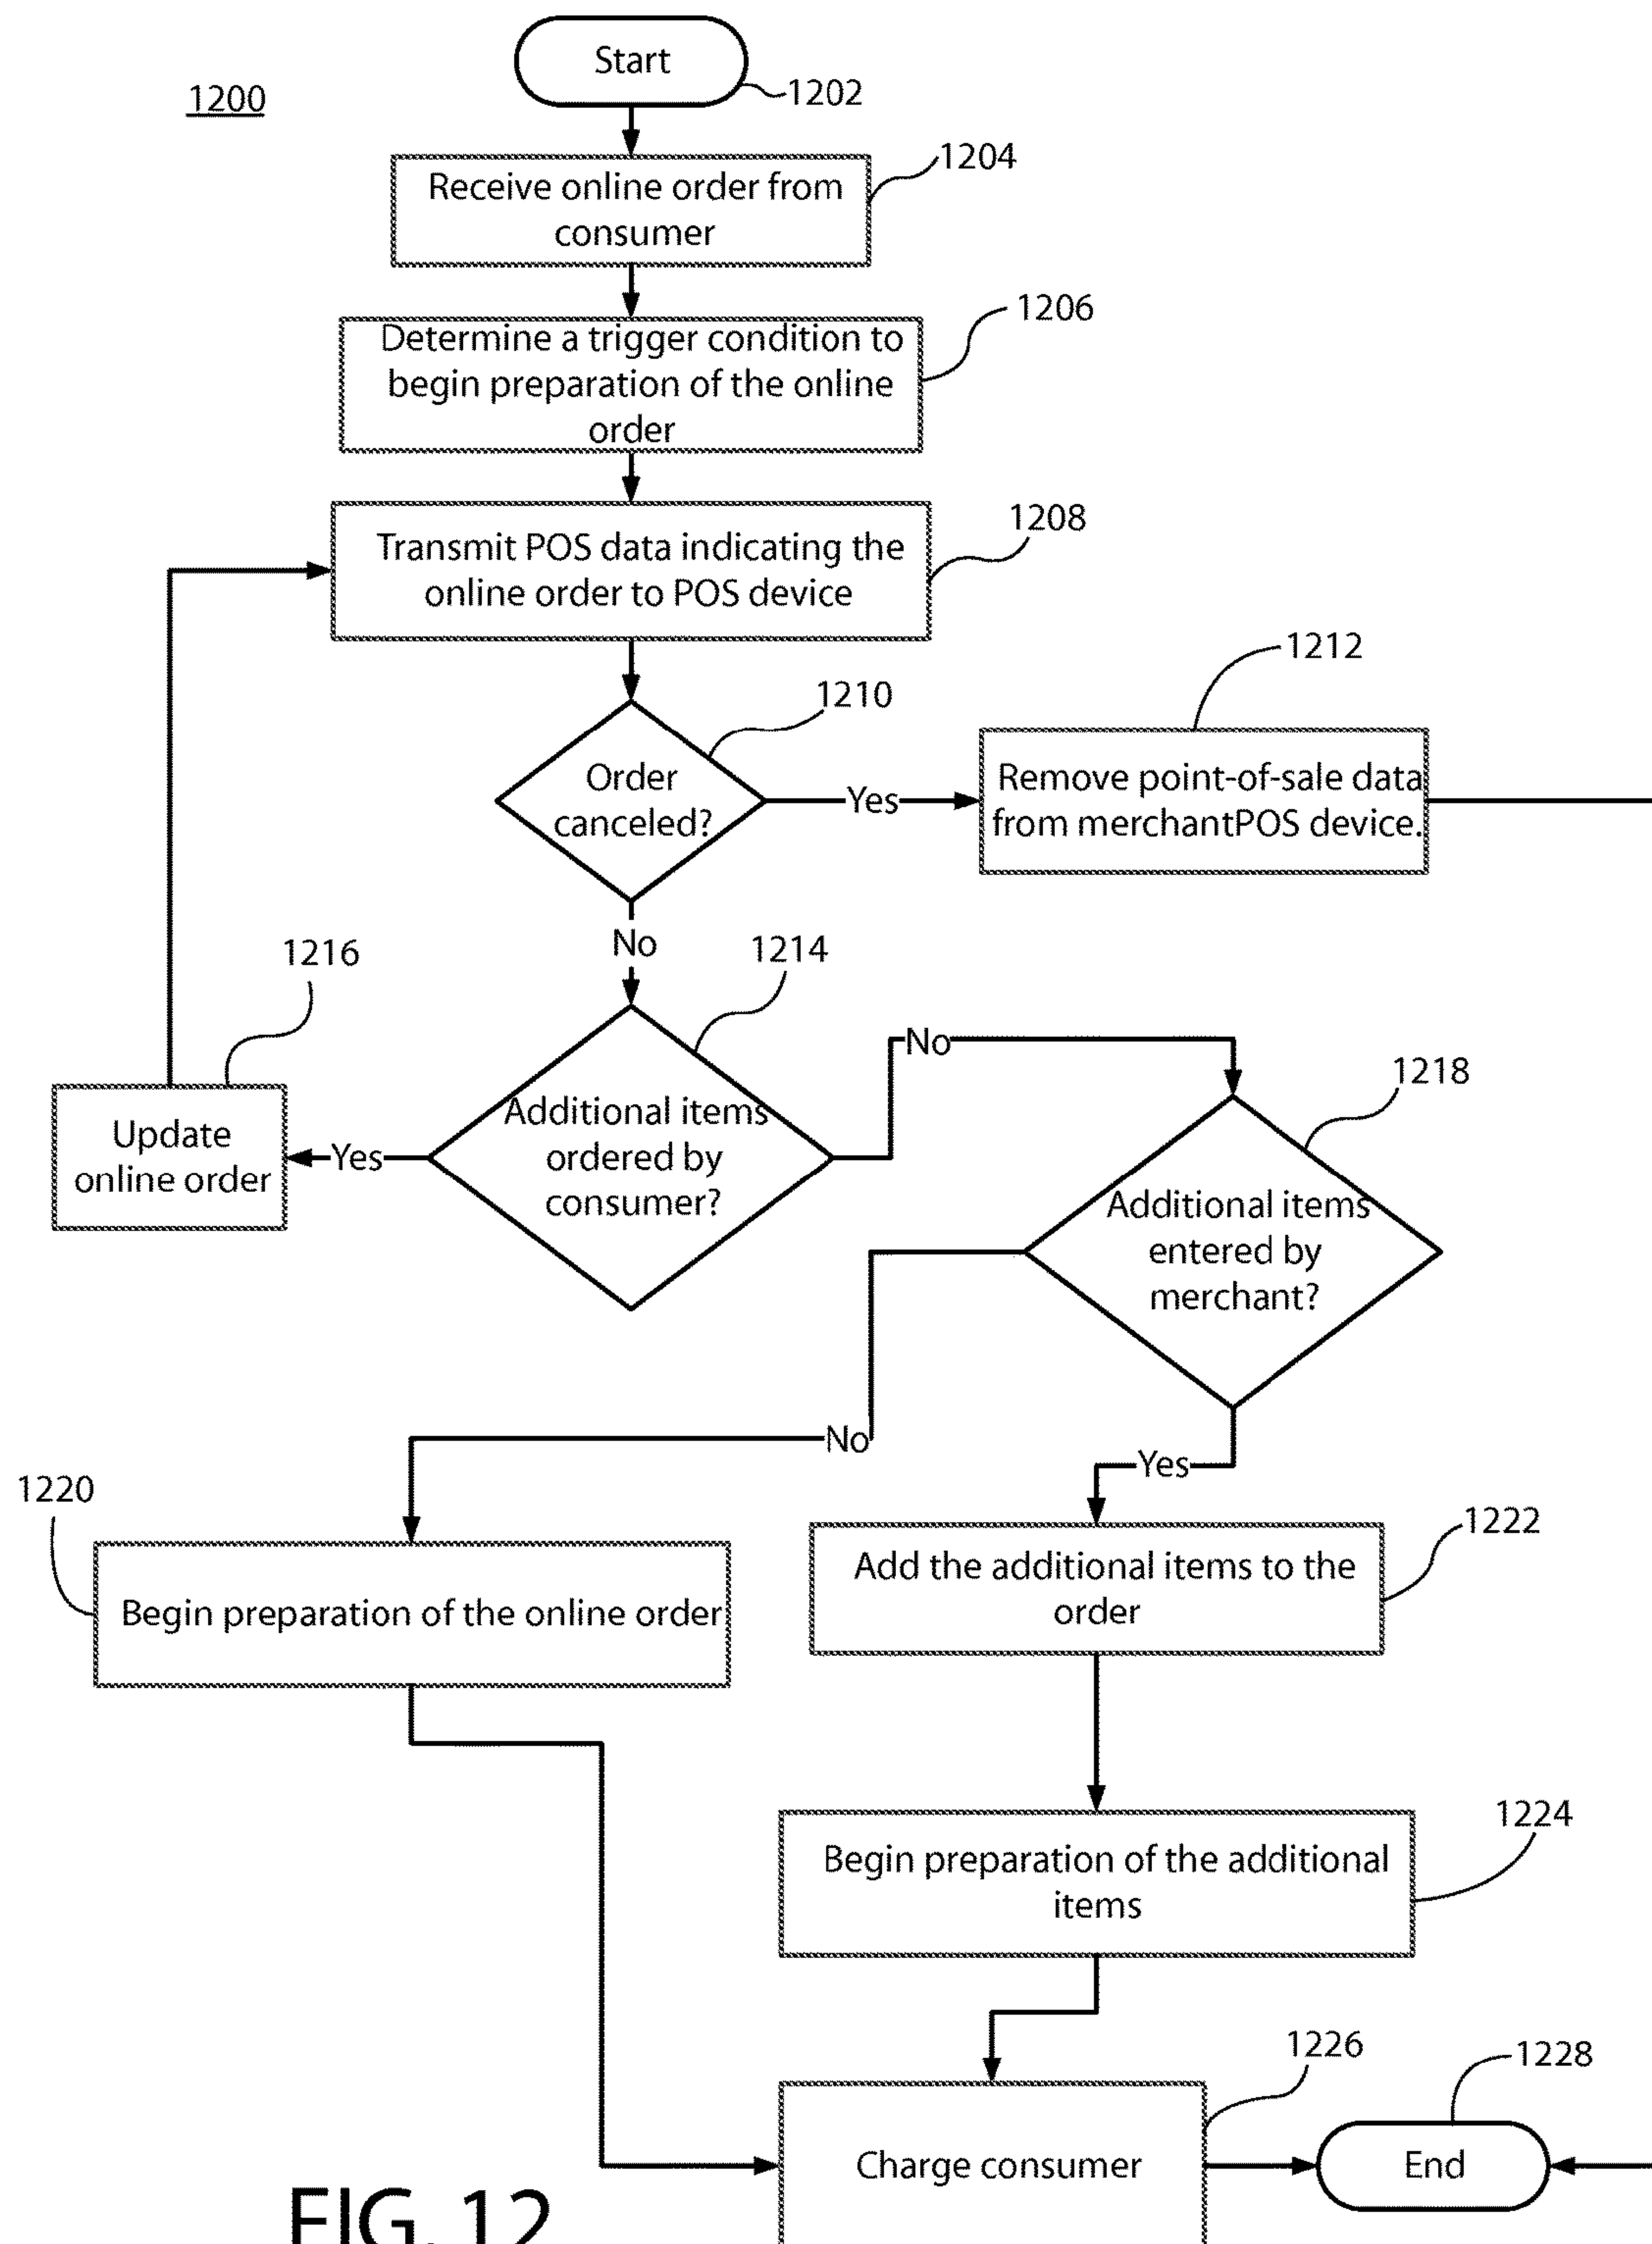 Start
1200
1202
1204
Receive online order from
consumer
1206
Determine a trigger condition to
begin preparation of the online
order
1208
Transmit POS data indicating the
online order to POS device
1212
1210
Order
canceled?
Yes
Remove point-of-sale data
from merchantPOS device.
No
1216
1214
No
1218
Additional items
ordered by
consumer?
Yes
Update
online order
Additional items
entered by
merchant?
No
Yes
1220
1222
Begin preparation of the online order
Add the additional items to the
order
1224
Begin preparation of the additional
items
1226
1228
Charge consumer
End
FIG. 12